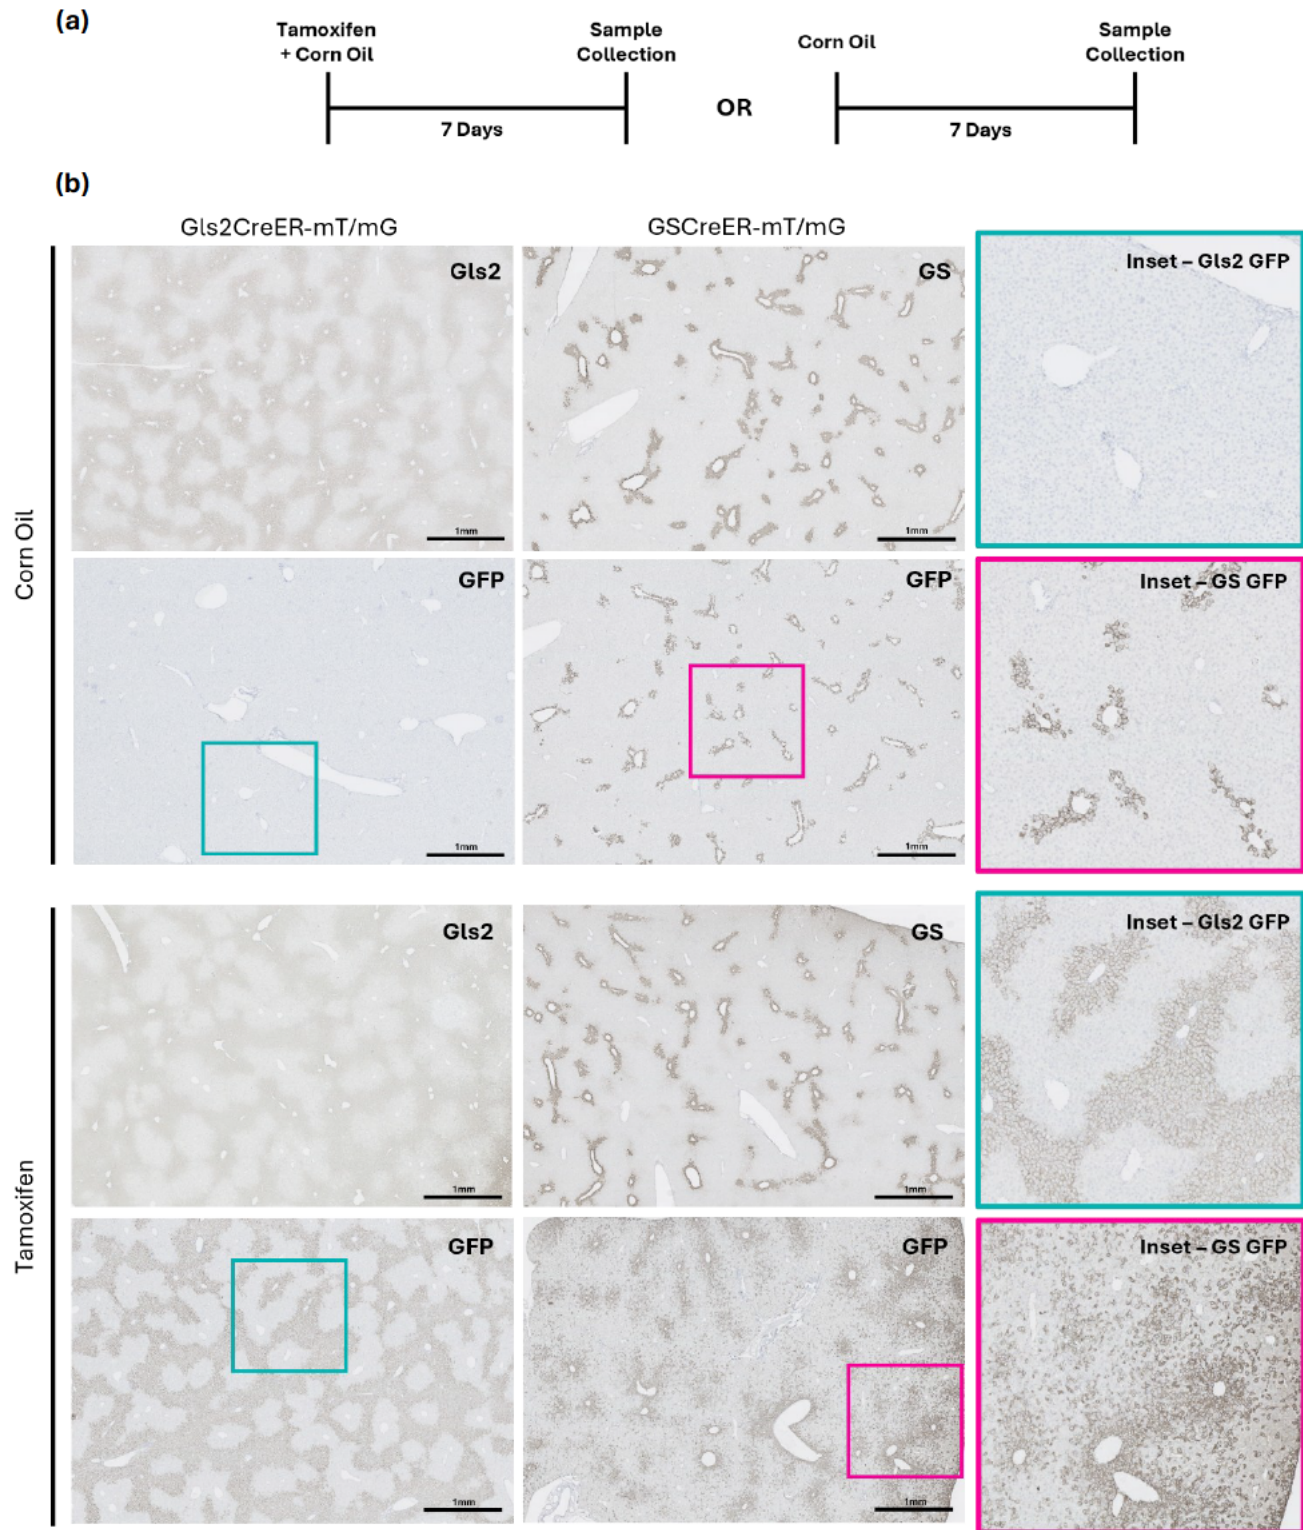 (a)
Tamoxifen
+ Corn Oil
Sample
Collection
7 Days
OR
Corn Oil
Sample
Collection
7 Days
(b)
Gls2CreER-mT/mG
GSCreER-mT/mG
Corn Oil
Gls2
1mm
GS
1mm
Inset – Gls2 GFP
GFP
1mm
GFP
1mm
Inset – GS GFP
Tamoxifen
Gls2
1mm
GS
1mm
Inset – Gls2 GFP
GFP
1mm
GFP
1mm
Inset – GS GFP